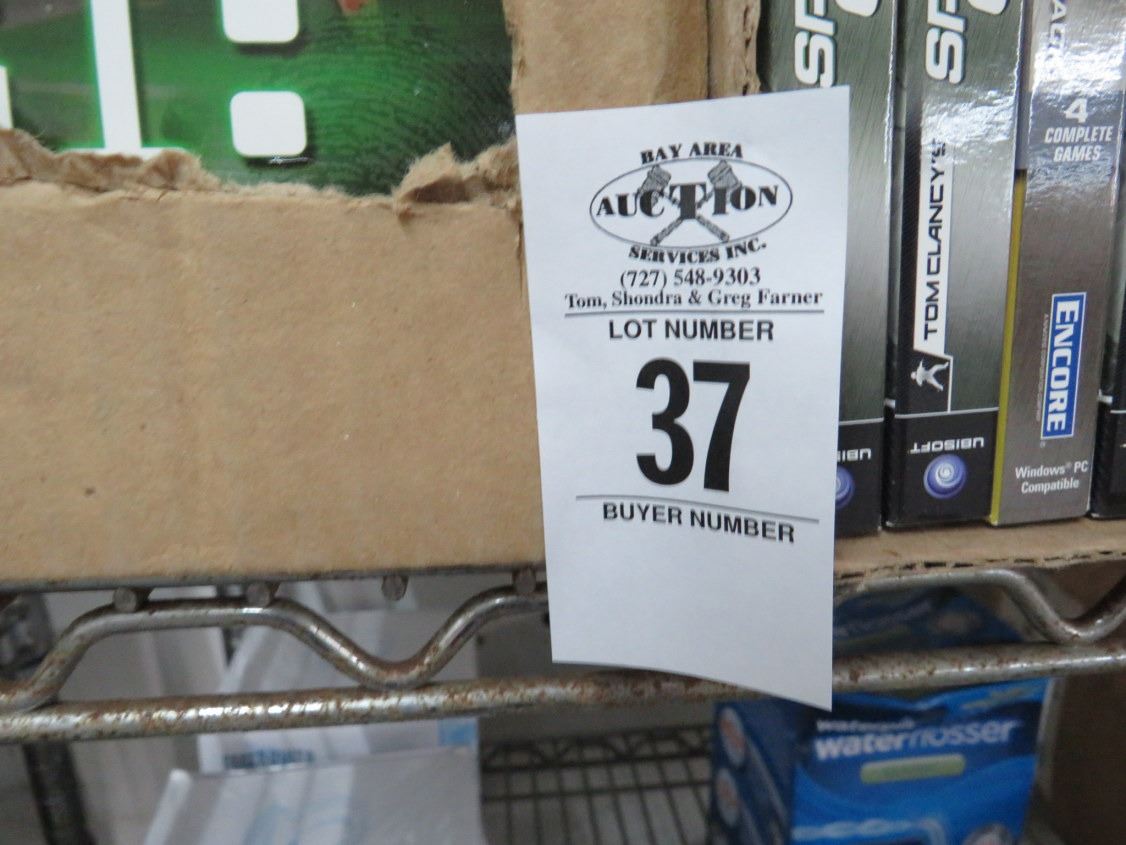 BAY AREA
AUCTION
SERVICES INC.
(727) 548-9303
Tom, Shondra & Greg Farner
LOT NUMBER
37
BUYER NUMBER
TOM CLANCY'S
UBISOFT
4
COMPLETE
GAMES
ENCORE
Windows® PC
Compatible
waterflosser